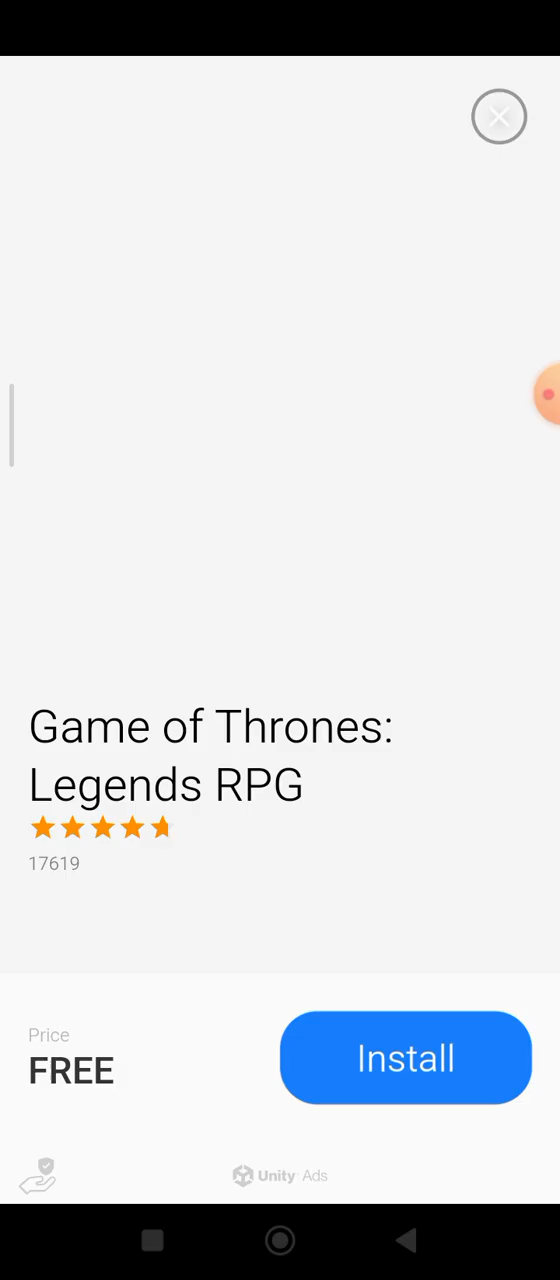 Game of Thrones:
Legends RPG
17619
Price
FREE
Install
Unity Ads